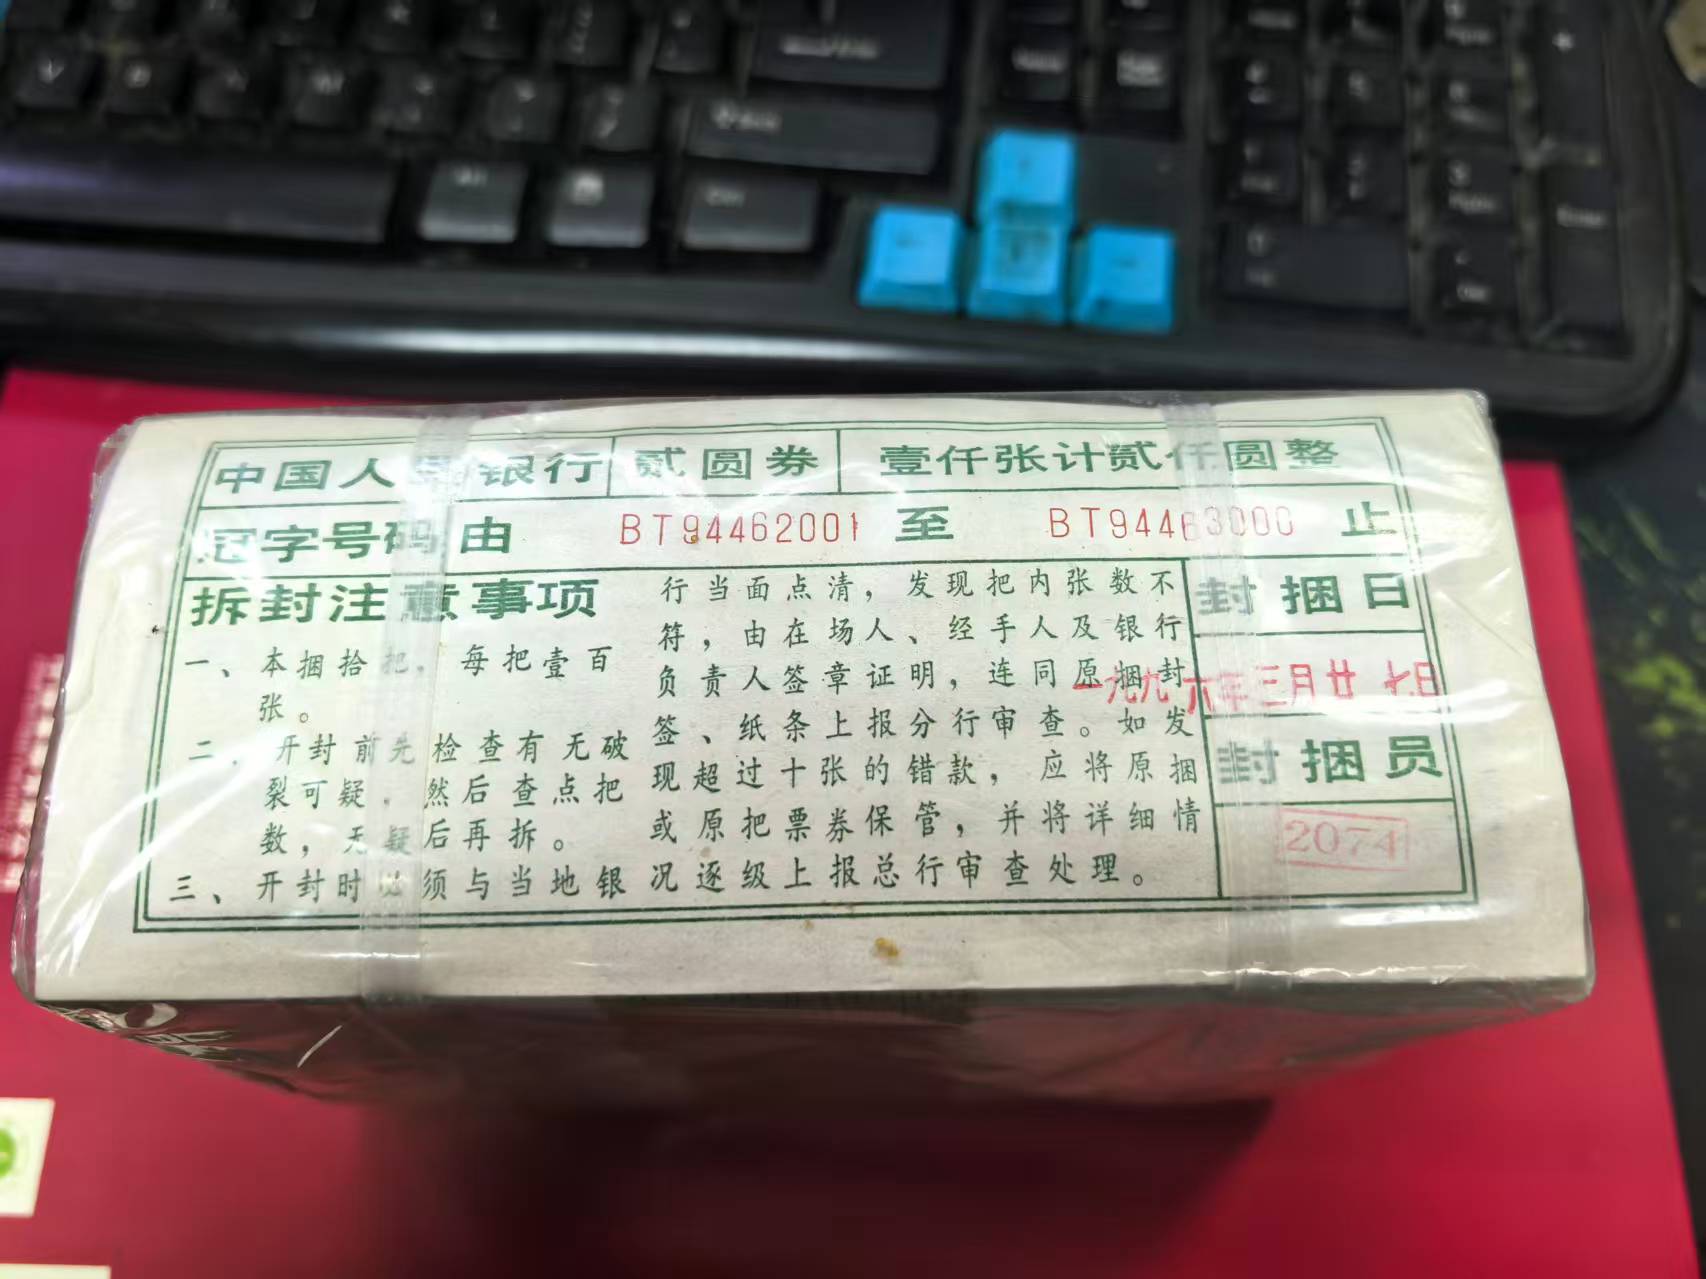 中国人民银行 贰圆券 壹仟张计贰仟圆整
冠字号码 由 BT94462001 至 BT94463000 止
拆封注意事项
一、本捆拾把，每把壹百
张。
二、开封前先检查有无破
裂可疑，然后查点把
数，无疑后再拆。
三、开封时必须与当地银
行当面点清，发现把内张数不
符，由在场人、经手人及银行
负责人签章证明，连同原捆封
签、纸条上报分行审查。如发
现超过十张的错款，应将原捆
或原把票券保管，并将详细情
况逐级上报总行审查处理。
封捆日
一九九六年三月廿七日
封捆员
2074